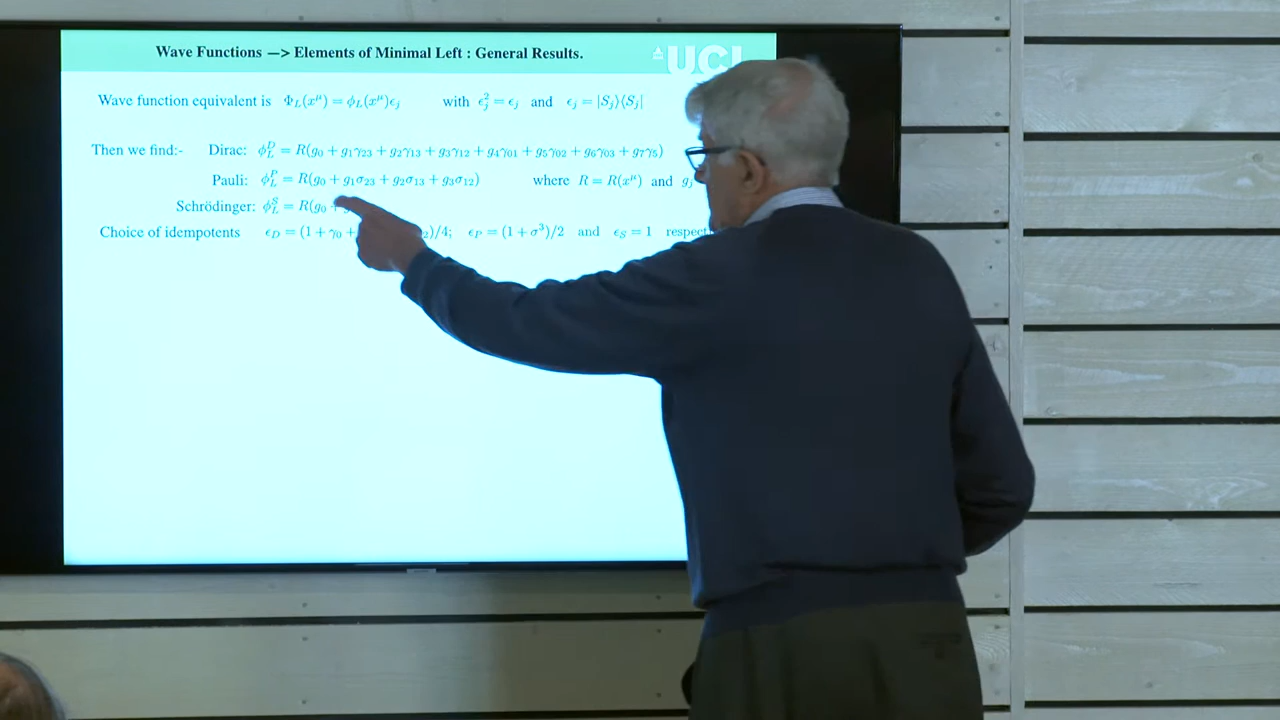 Wave Functions —> Elements of Minimal Left : General Results.
UCL
Wave function equivalent is Φ_L(x^μ) = ϕ_L(x^μ)ϵ_j with ϵ_j^2 = ϵ_j and ϵ_j = |S_j⟩⟨S_j|
Then we find:- Dirac: ϕ_L^D = R(g_0 + g_1γ_23 + g_2γ_13 + g_3γ_12 + g_4γ_01 + g_5γ_02 + g_6γ_03 + g_7γ_5)
Pauli: ϕ_L^P = R(g_0 + g_1σ_23 + g_2σ_13 + g_3σ_12) where R = R(x^μ) and g_j
Schrödinger: ϕ_L^S = R(g_0 +
Choice of idempotents ϵ_D = (1 + γ_0 + )/4; ϵ_P = (1 + σ^3)/2 and ϵ_S = 1